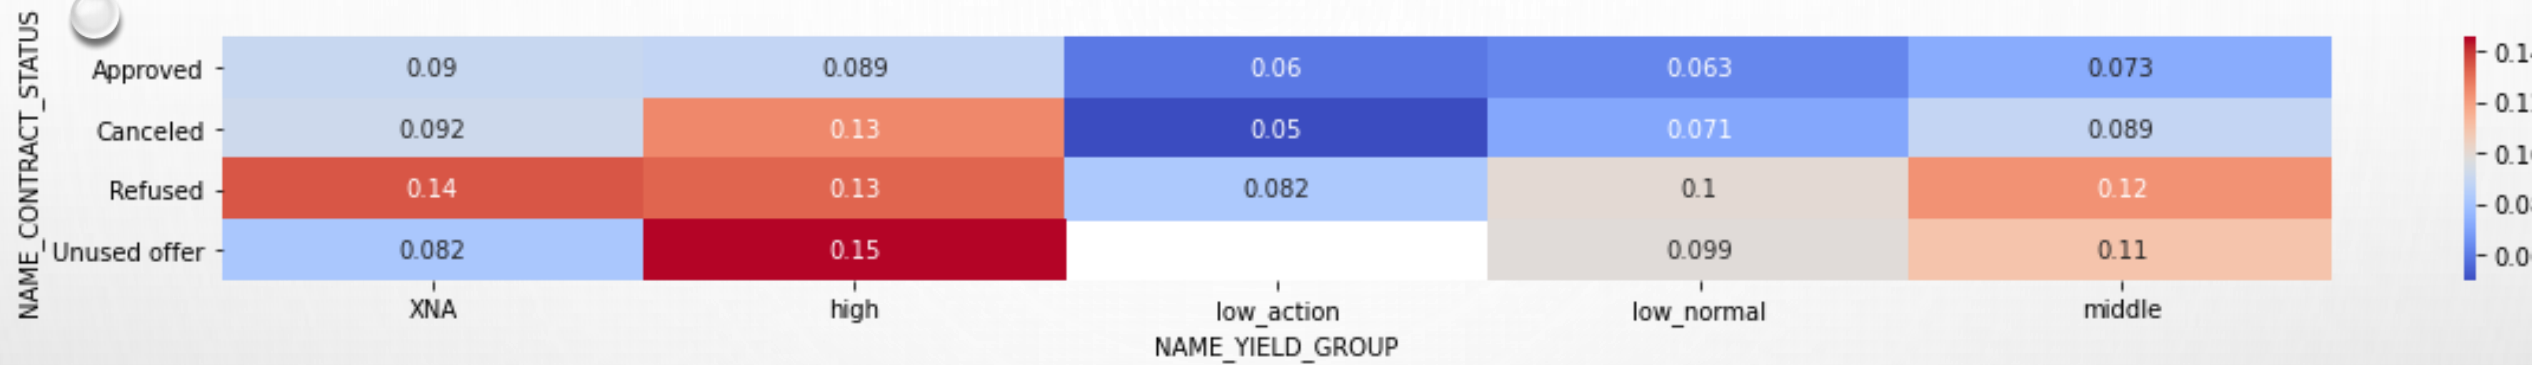 NAME_CONTRACT_STATUS
Approved 0.09 0.089 0.06 0.063 0.073
Canceled 0.092 0.13 0.05 0.071 0.089
Refused 0.14 0.13 0.082 0.1 0.12
Unused offer 0.082 0.15 0.099 0.11
XNA high low_action low_normal middle
NAME_YIELD_GROUP